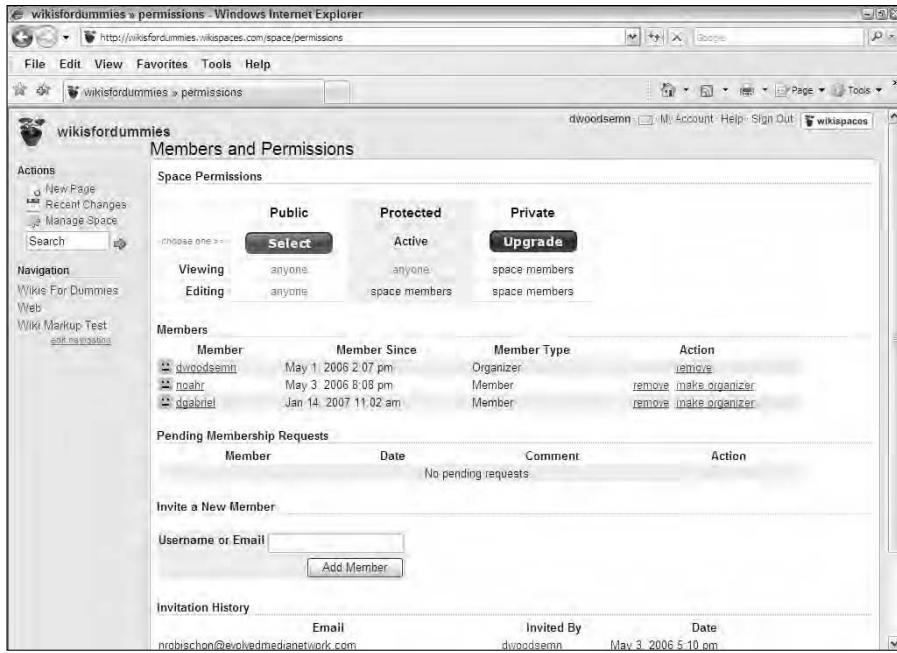 wikisfordummies » permissions - Windows Internet Explorer
http://wikisfordummies.wikispaces.com/space/permissions
Google
File Edit View Favorites Tools Help
wikisfordummies » permissions
Page Tools
dwoodsemn My Account Help Sign Out wikispaces
wikisfordummies
Members and Permissions
Actions
New Page
Recent Changes
Manage Space
Search
Navigation
Wikis For Dummies
Web
Wiki Markup Test
edit navigation
Space Permissions
Public Protected Private
choose one >> Select Active Upgrade
Viewing anyone anyone space members
Editing anyone space members space members
Members
Member Member Since Member Type Action
dwoodsemn May 1, 2006 2:07 pm Organizer remove
noahr May 3, 2006 8:08 pm Member remove make organizer
dgabriel Jan 14, 2007 11:02 am Member remove make organizer
Pending Membership Requests
Member Date Comment Action
No pending requests
Invite a New Member
Username or Email
Add Member
Invitation History
Email Invited By Date
nrobischon@evolvedmedianetwork.com dwoodsemn May 3, 2006 5:10 pm